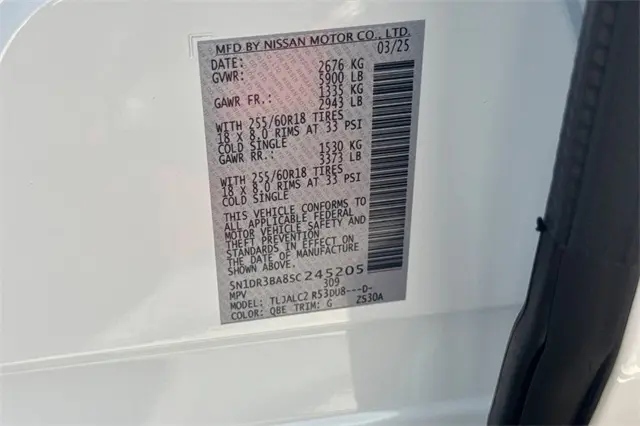 MFD BY NISSAN MOTOR CO., LTD.
DATE: 03/25
GVWR: 2676 KG
5900 LB
GAWR FR.: 1335 KG
2943 LB
WITH 255/60R18 TIRES
18 X 8.0 RIMS AT 33 PSI
COLD SINGLE
GAWR RR.: 1530 KG
3373 LB
WITH 255/60R18 TIRES
18 X 8.0 RIMS AT 33 PSI
COLD SINGLE
THIS VEHICLE CONFORMS TO
ALL APPLICABLE FEDERAL
MOTOR VEHICLE SAFETY AND
THEFT PREVENTION
STANDARDS IN EFFECT ON
THE DATE OF MANUFACTURE
5N1DR3BA8SC245205
MPV 309
MODEL: TLJALC2 R53DU8---D-
COLOR: QBE TRIM: G ZS30A